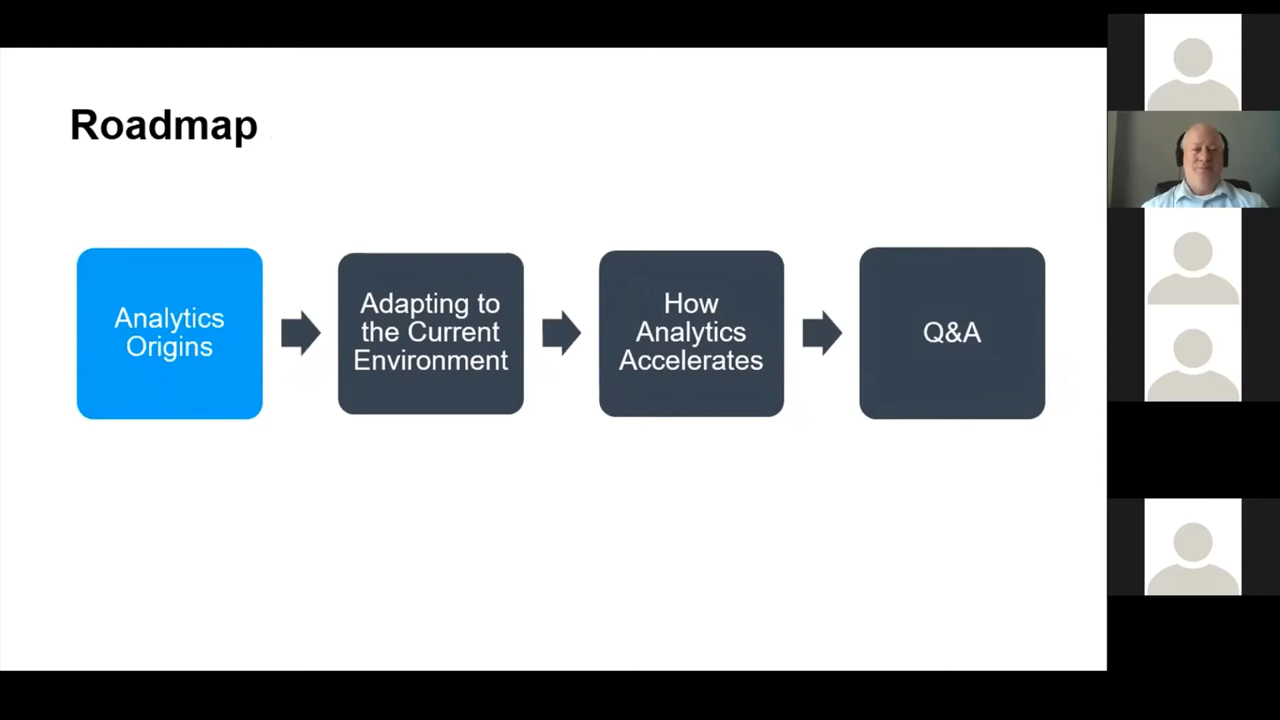 Roadmap
Analytics
Origins
Adapting to
the Current
Environment
How
Analytics
Accelerates
Q&A